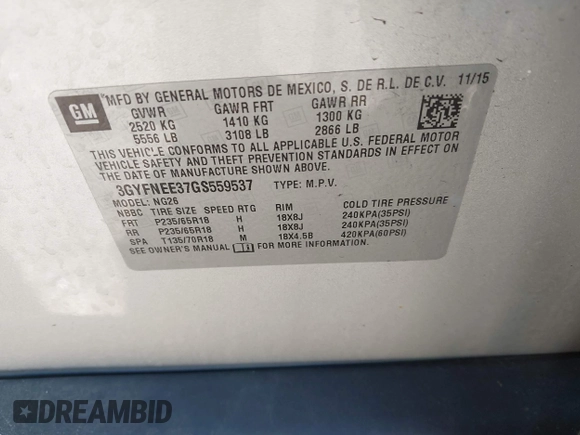 GM
MFD BY GENERAL MOTORS DE MEXICO, S. DE R.L. DE C.V. 11/15
GVWR GAWR FRT GAWR RR
2520 KG 1410 KG 1300 KG
5556 LB 3108 LB 2866 LB
THIS VEHICLE CONFORMS TO ALL APPLICABLE U.S. FEDERAL MOTOR
VEHICLE SAFETY AND THEFT PREVENTION STANDARDS IN EFFECT ON
THE DATE OF MANUFACTURE SHOWN ABOVE.
3GYFNEE37GS559537 TYPE: M.P.V.
MODEL: NG26
NBBC TIRE SIZE SPEED RTG RIM COLD TIRE PRESSURE
FRT P235/65R18 H 18X8J 240KPA(35PSI)
RR P235/65R18 H 18X8J 240KPA(35PSI)
SPA T135/70R18 M 18X4.5B 420KPA(60PSI)
SEE OWNER'S MANUAL FOR MORE INFORMATION.
DREAMBID